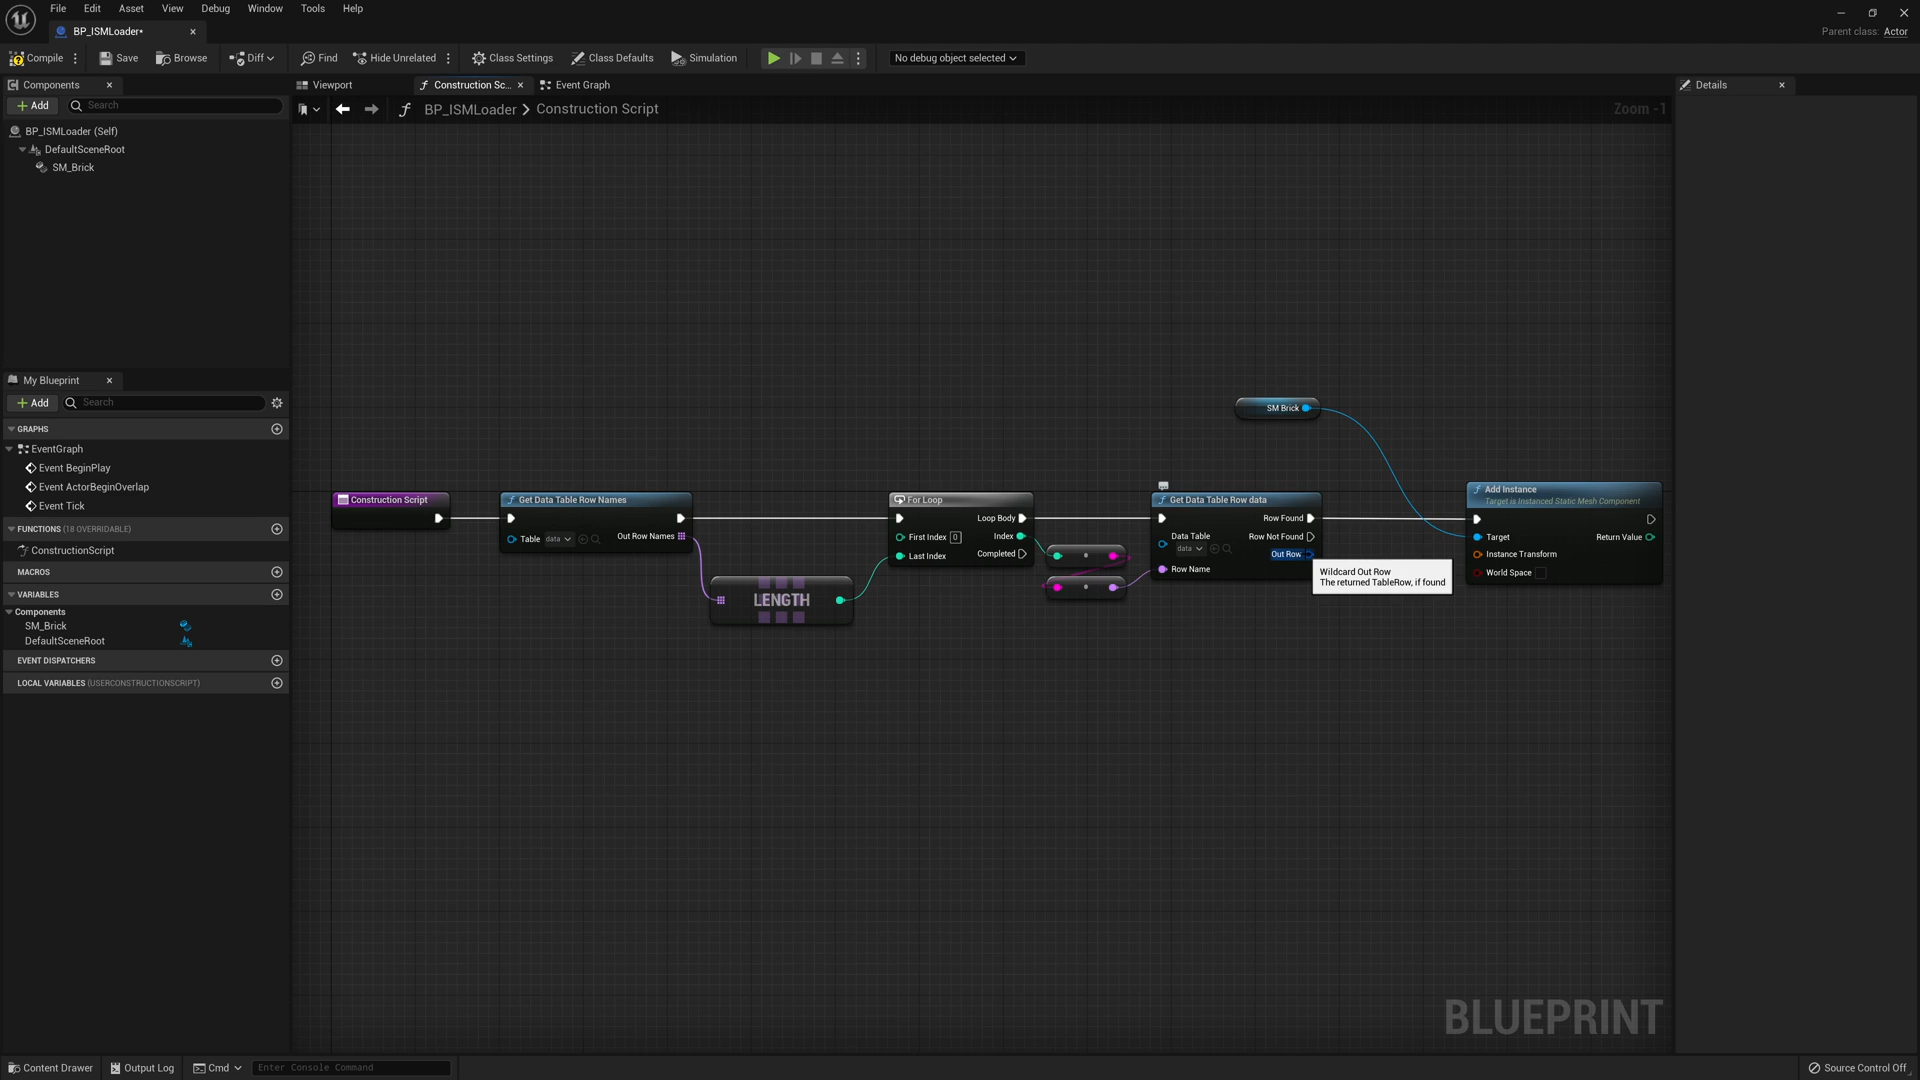 File Edit Asset View Debug Window Tools Help
BP_ISMLoader*
Parent class: Actor
Compile Save Browse Diff Find Hide Unrelated Class Settings Class Defaults Simulation No debug object selected
Components
Viewport Construction Sc... Event Graph
Details
Add Search
BP_ISMLoader > Construction Script
Zoom -1
BP_ISMLoader (Self)
DefaultSceneRoot
SM_Brick
My Blueprint
Add Search
GRAPHS
EventGraph
Event BeginPlay
Event ActorBeginOverlap
Event Tick
FUNCTIONS (18 OVERRIDABLE)
ConstructionScript
MACROS
VARIABLES
Components
SM_Brick
DefaultSceneRoot
EVENT DISPATCHERS
LOCAL VARIABLES (USERCONSTRUCTIONSCRIPT)
Construction Script
Get Data Table Row Names
Table data
Out Row Names
LENGTH
For Loop
Loop Body
First Index 0
Index
Last Index
Completed
Get Data Table Row data
Row Found
Data Table
data
Row Not Found
Out Row
Row Name
Wildcard Out Row
The returned TableRow, if found
SM Brick
Add Instance
Target is Instanced Static Mesh Component
Target
Return Value
Instance Transform
World Space
BLUEPRINT
Content Drawer Output Log Cmd Enter Console Command
Source Control Off